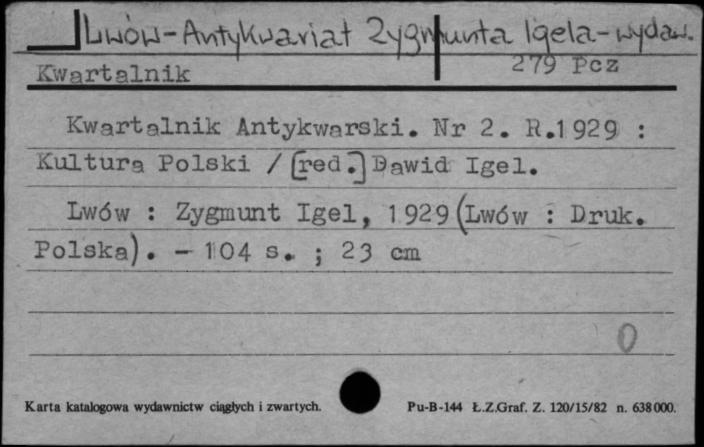 Lwów - Antykwariat Zygmunta Igela - wydaw.
Kwartalnik 279 Pcz
Kwartalnik Antykwarski. Nr 2. R.1929 :
Kultura Polski / [red.] Dawid Igel.
Lwów : Zygmunt Igel, 1929 (Lwów : Druk.
Polska). - 104 s. ; 23 cm
0
Karta katalogowa wydawnictw ciągłych i zwartych. Pu-B-144 Ł.Z.Graf. Z. 120/15/82 n. 638000.